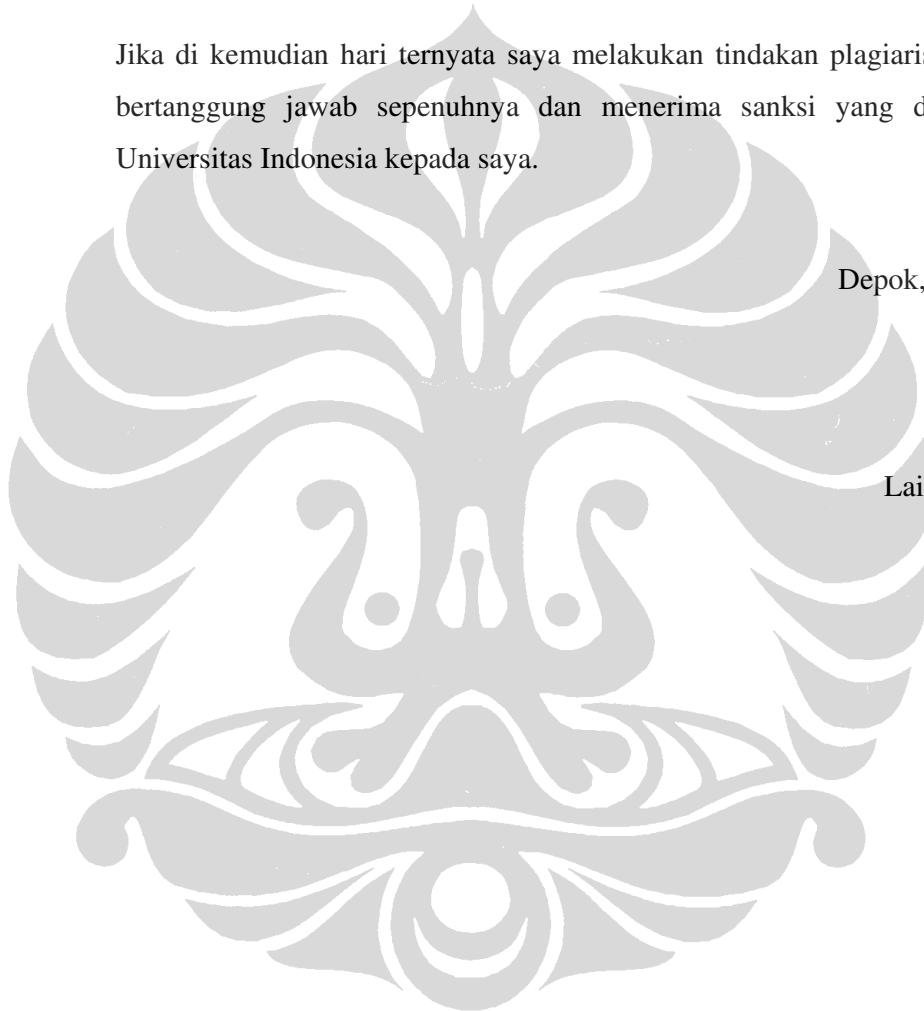 Jika di kemudian hari ternyata saya melakukan tindakan plagiaris
bertanggung jawab sepenuhnya dan menerima sanksi yang d
Universitas Indonesia kepada saya.
Depok,
Lai